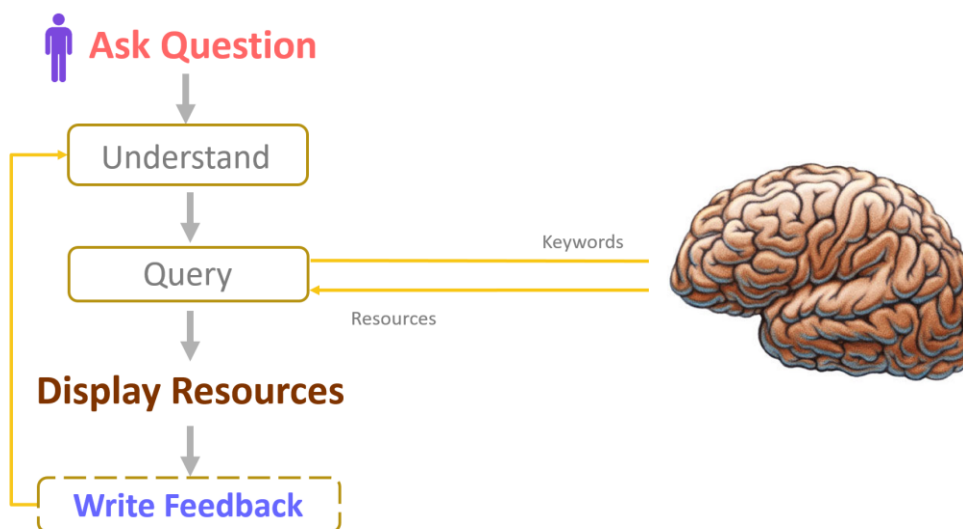 Ask Question
Understand
Keywords
Query
Resources
Display Resources
Write Feedback